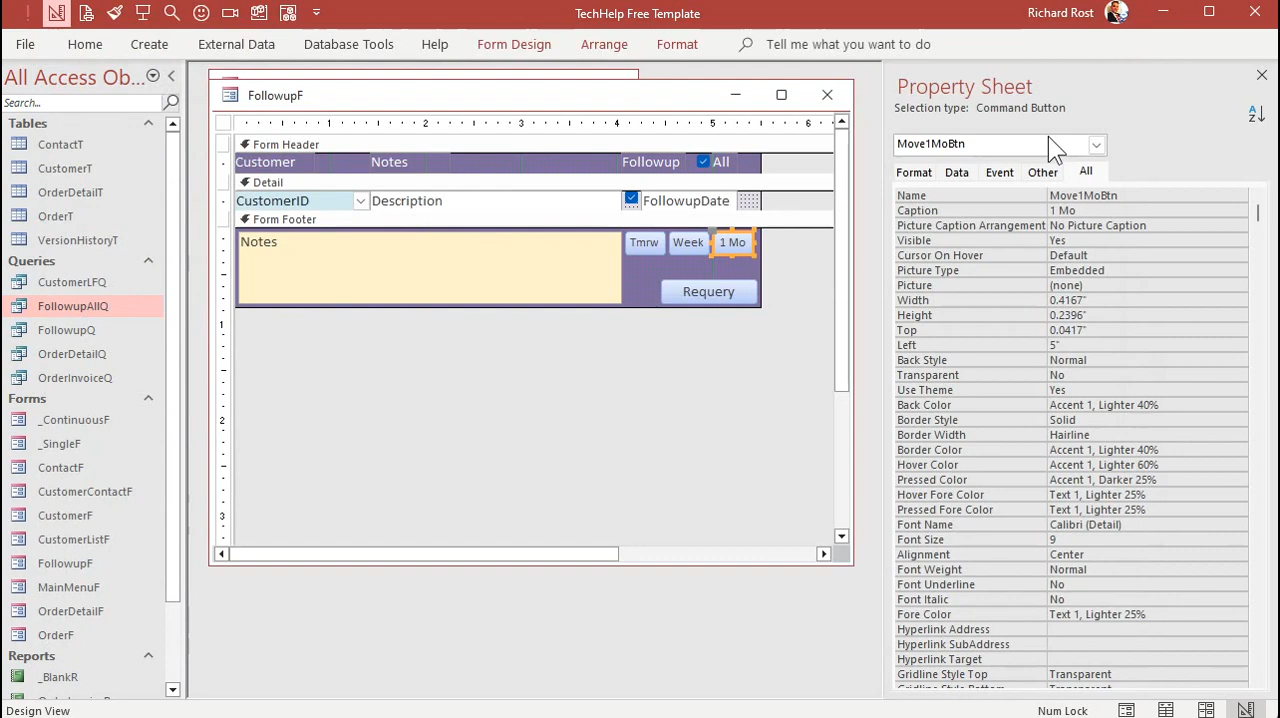 TechHelp Free Template
Richard Rost
File
Home
Create
External Data
Database Tools
Help
Form Design
Arrange
Format
Tell me what you want to do
All Access Ob...
Search...
Tables
ContactT
CustomerT
OrderDetailT
OrderT
VersionHistoryT
Queries
CustomerLFQ
FollowupAllQ
FollowupQ
OrderDetailQ
OrderInvoiceQ
Forms
_ContinuousF
_SingleF
ContactF
CustomerContactF
CustomerF
CustomerListF
FollowupF
MainMenuF
OrderDetailF
OrderF
Reports
_BlankR
FollowupF
1 2 3 4 5 6
Form Header
Customer Notes Followup All
Detail
CustomerID Description FollowupDate
Form Footer
Notes Tmrw Week 1 Mo
Requery
1
2
3
Property Sheet
Selection type: Command Button
Move1MoBtn
Format Data Event Other All
Name Move1MoBtn
Caption 1 Mo
Picture Caption Arrangement No Picture Caption
Visible Yes
Cursor On Hover Default
Picture Type Embedded
Picture (none)
Width 0.4167"
Height 0.2396"
Top 0.0417"
Left 5"
Back Style Normal
Transparent No
Use Theme Yes
Back Color Accent 1, Lighter 40%
Border Style Solid
Border Width Hairline
Border Color Accent 1, Lighter 40%
Hover Color Accent 1, Lighter 60%
Pressed Color Accent 1, Darker 25%
Hover Fore Color Text 1, Lighter 25%
Pressed Fore Color Text 1, Lighter 25%
Font Name Calibri (Detail)
Font Size 9
Alignment Center
Font Weight Normal
Font Underline No
Font Italic No
Fore Color Text 1, Lighter 25%
Hyperlink Address
Hyperlink SubAddress
Hyperlink Target
Gridline Style Top Transparent
Design View
Num Lock